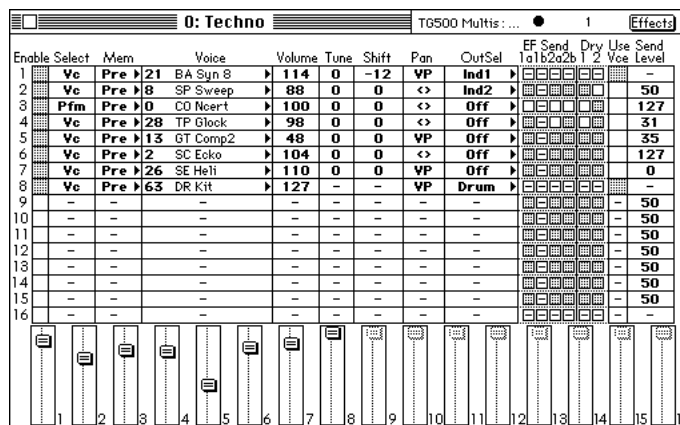 0: Techno TG500 Multis: ... 1 Effects
EF Send Dry Use Send
Enable Select Mem Voice Volume Tune Shift Pan OutSel 1a1b2a2b 1 2 Vce Level
1 Vc Pre 21 BA Syn 8 114 0 -12 VP Ind1 -
2 Vc Pre 8 SP Sweep 88 0 0 <> Ind2 50
3 Pfm Pre 0 CO Ncert 100 0 0 <> Off 127
4 Vc Pre 28 TP Glock 98 0 0 <> Off 31
5 Vc Pre 13 GT Comp2 48 0 0 VP Off 35
6 Vc Pre 2 SC Ecko 104 0 0 <> Off 127
7 Vc Pre 26 SE Heli 110 0 0 VP Off 0
8 Vc Pre 63 DR Kit 127 - - VP Drum -
9 - - - - - - - - - 50
10 - - - - - - - - - 50
11 - - - - - - - - - 50
12 - - - - - - - - - 50
13 - - - - - - - - - 50
14 - - - - - - - - - 50
15 - - - - - - - - - 50
16 - - - - - - - - - -
1 2 3 4 5 6 7 8 9 10 11 12 13 14 15 1